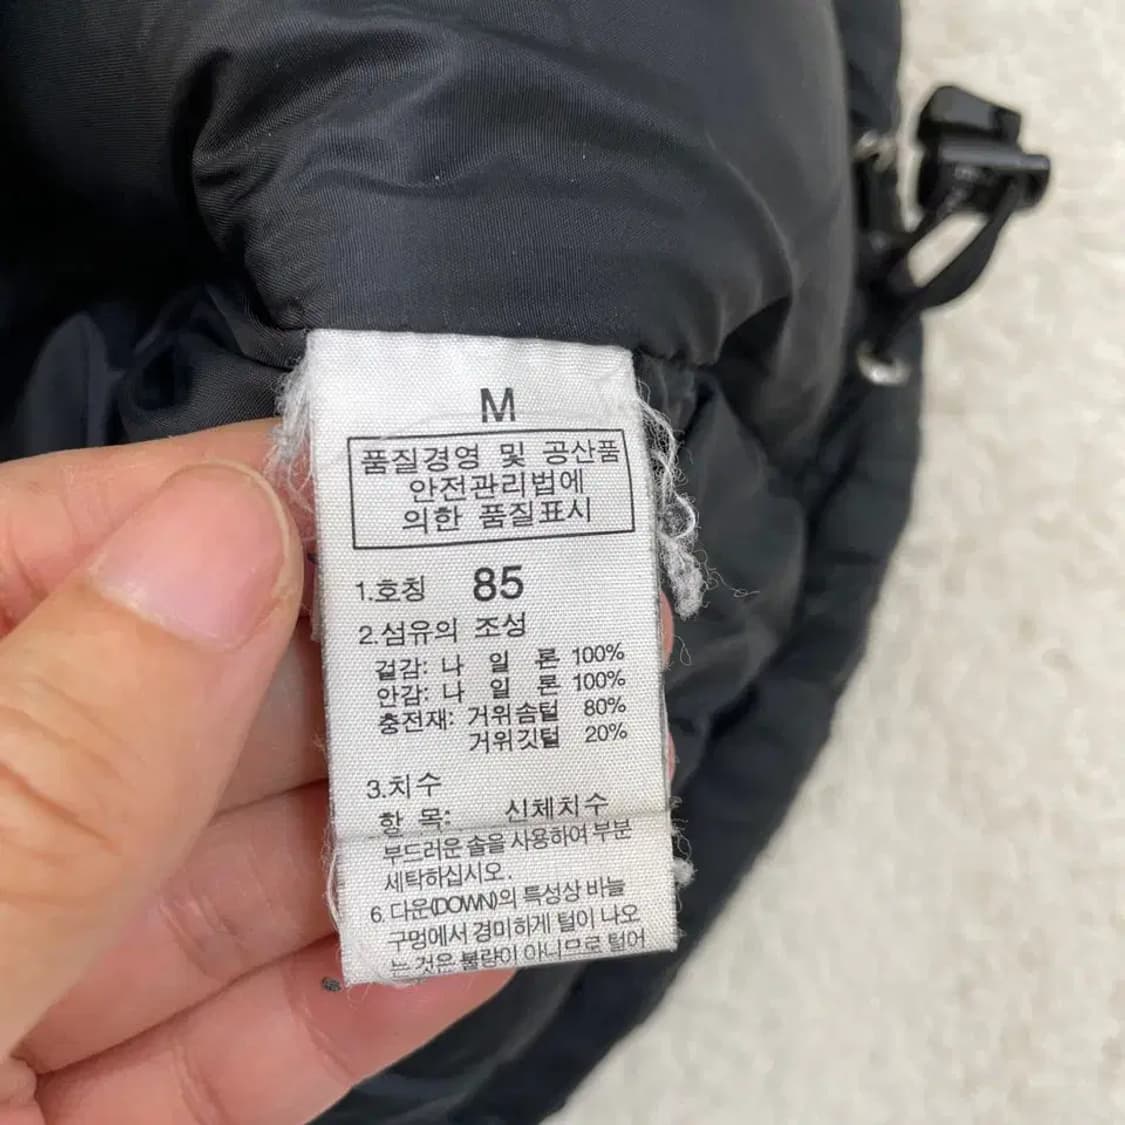 M
품질경영 및 공산품
안전관리법에
의한 품질표시
1.호칭 85
2.섬유의 조성
겉감: 나 일 론 100%
안감: 나 일 론 100%
충전재: 거위솜털 80%
거위깃털 20%
3.치수
항 목: 신체치수
부드러운 솔을 사용하여 부분
세탁하십시오.
6.다운(DOWN)의 특성상 바늘
구멍에서 경미하게 털이 나오
는 것은 불량이 아니므로 털어